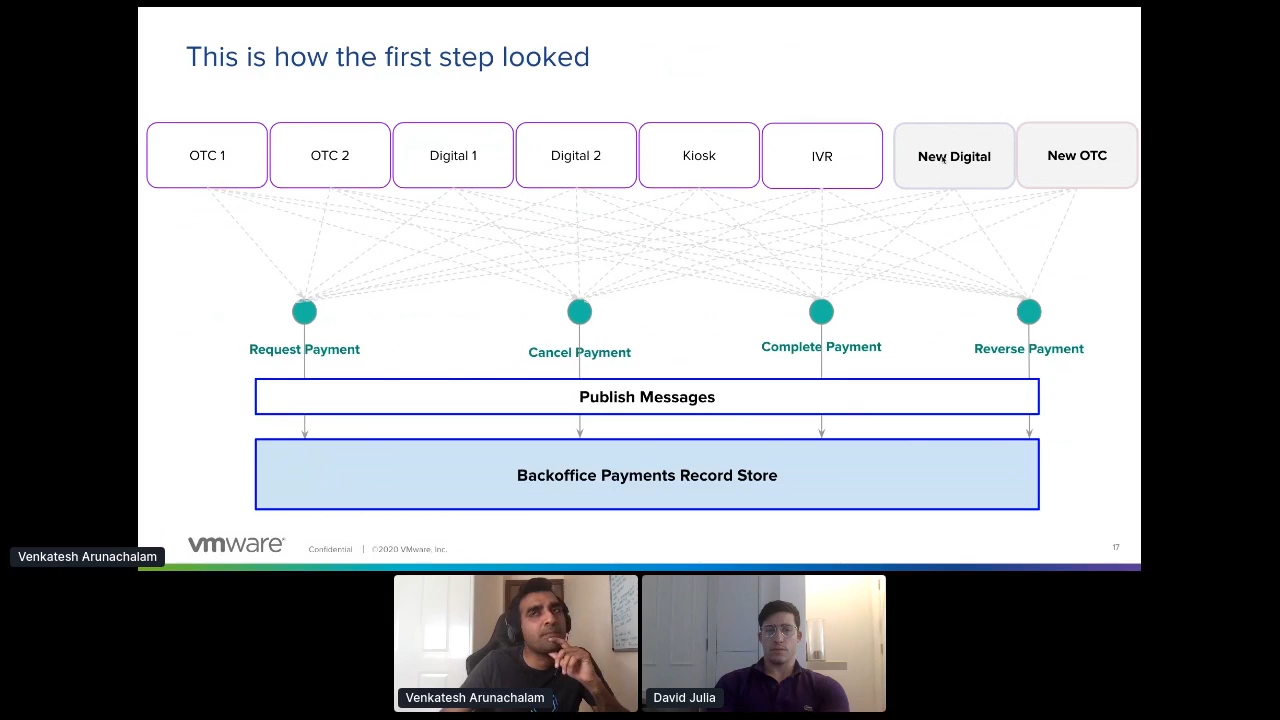 This is how the first step looked
OTC 1
OTC 2
Digital 1
Digital 2
Kiosk
IVR
New Digital
New OTC
Request Payment
Cancel Payment
Complete Payment
Reverse Payment
Publish Messages
Backoffice Payments Record Store
vmware®
Confidential | ©2020 VMware, Inc.
17
Venkatesh Arunachalam
Venkatesh Arunachalam
David Julia